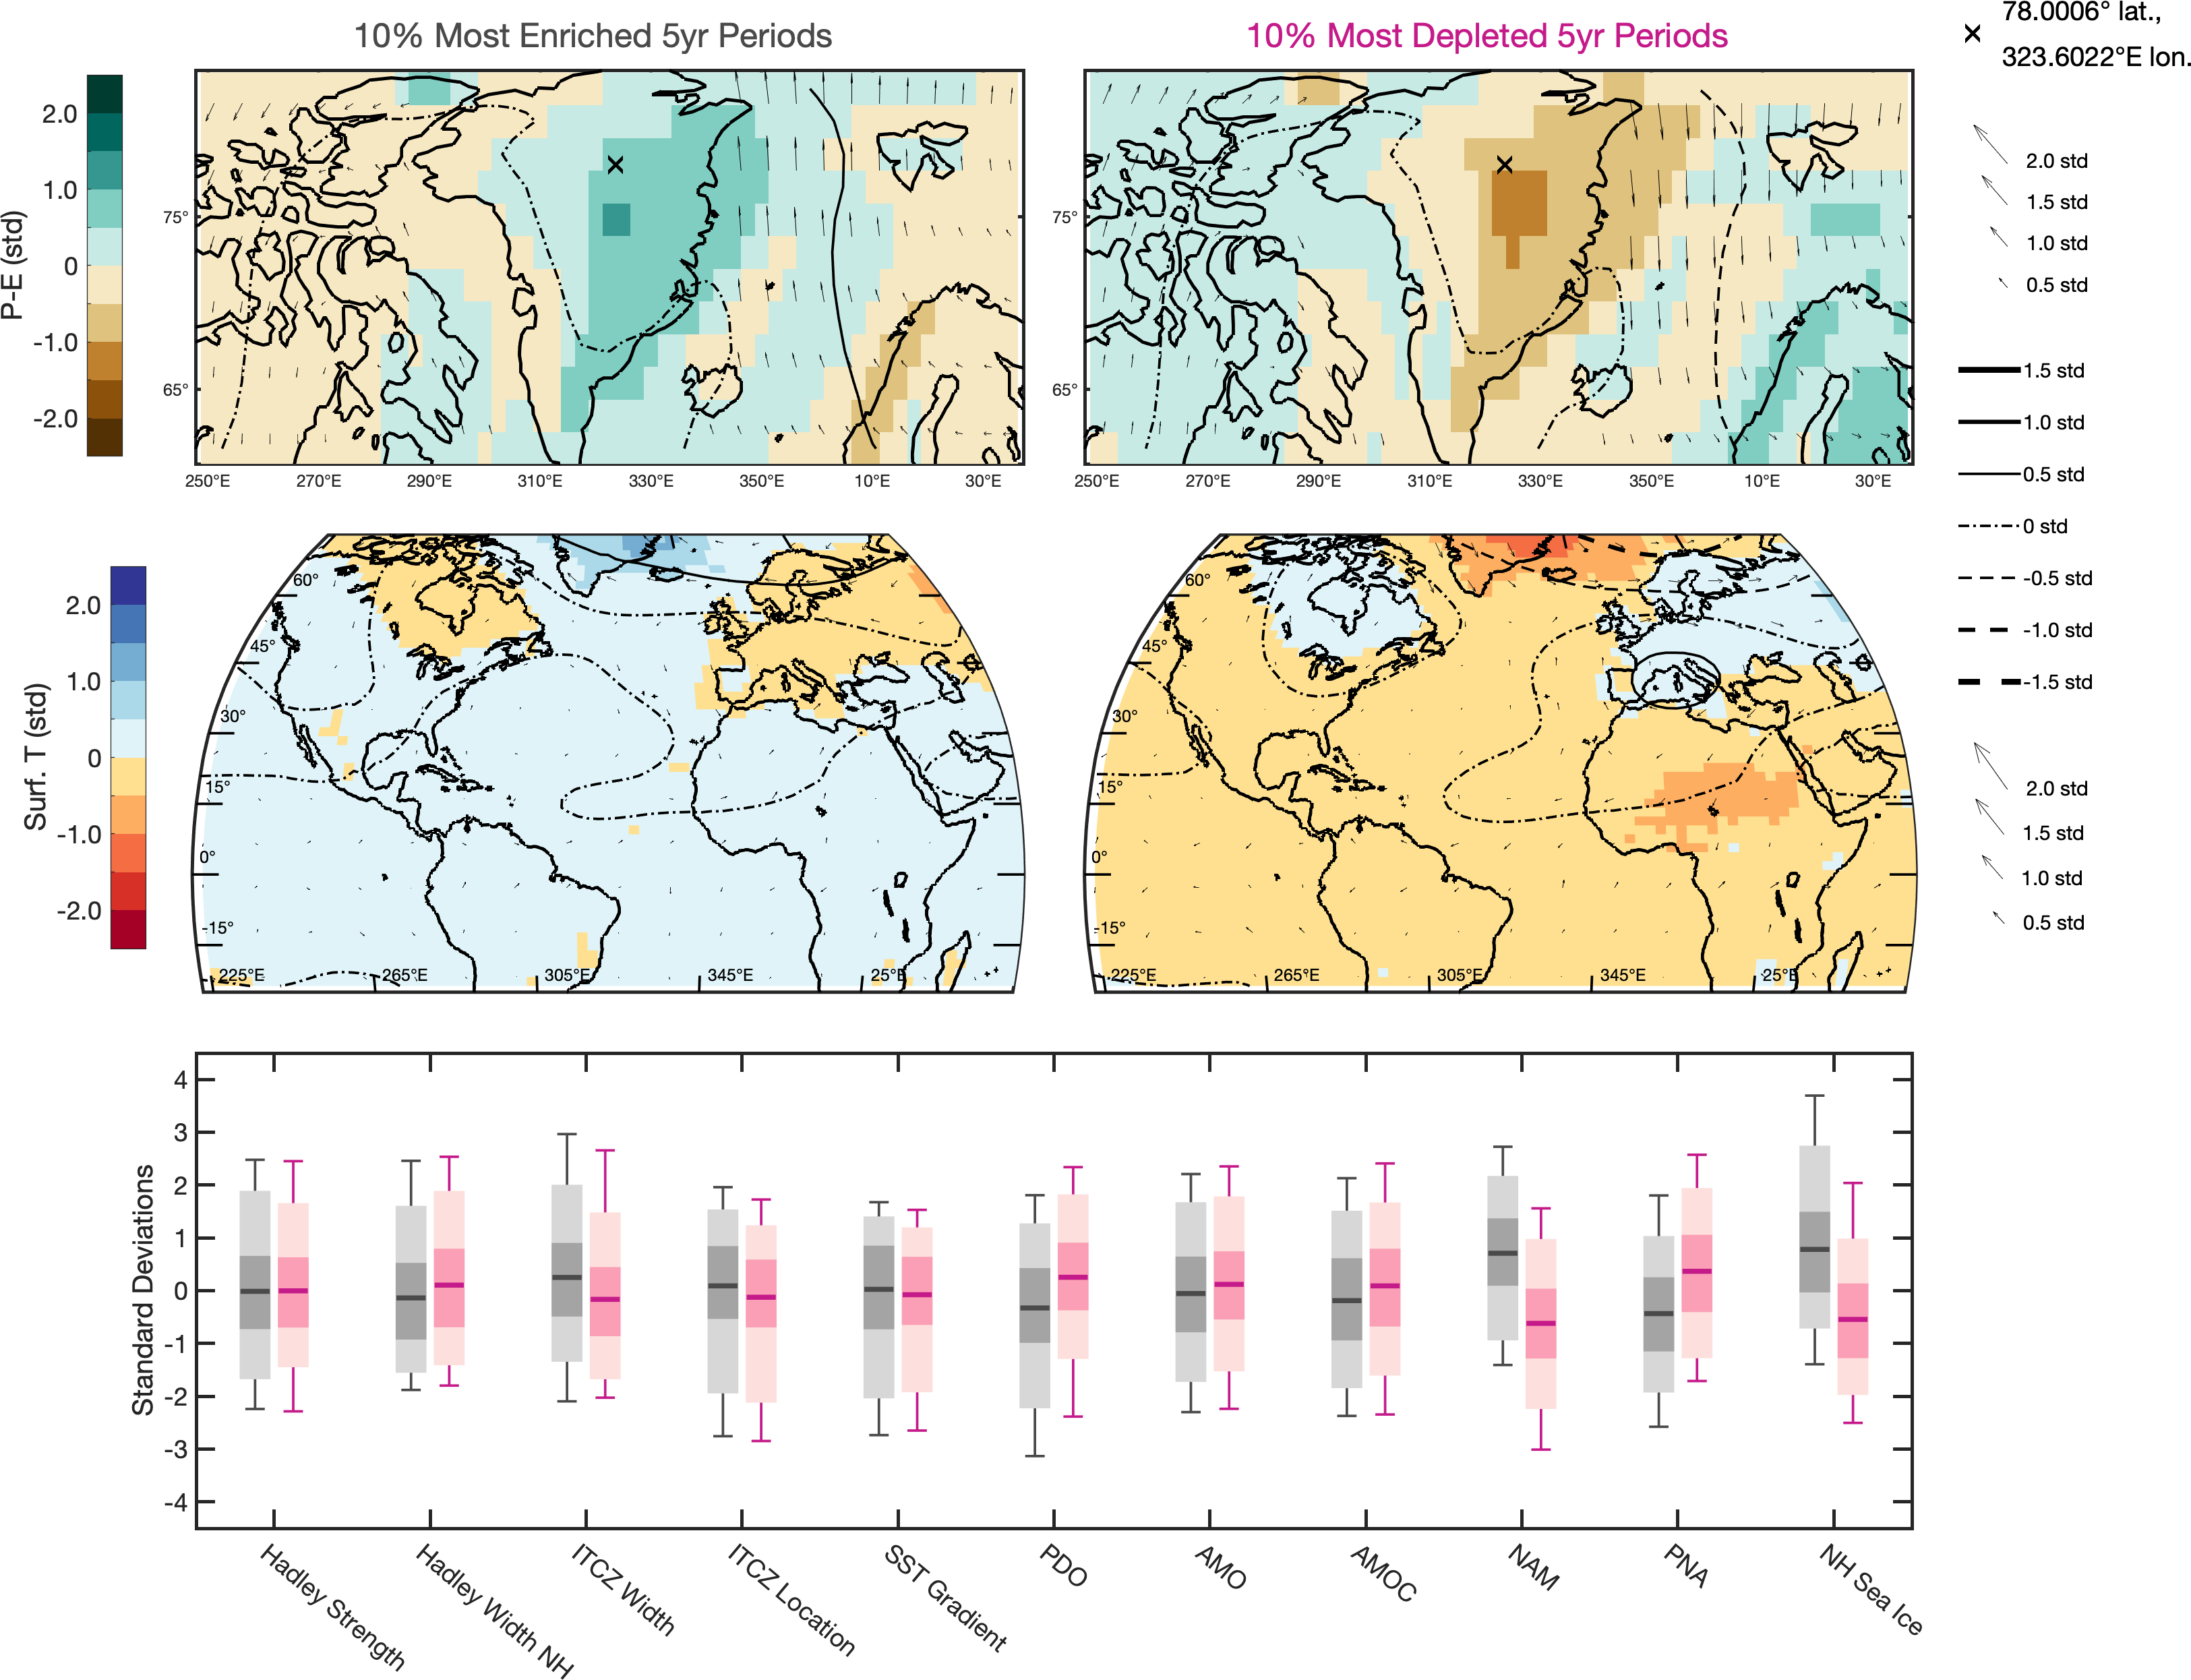 10% Most Enriched 5yr Periods
10% Most Depleted 5yr Periods
78.0006° lat.,
323.6022°E lon.
P-E (std)
2.0
1.0
0
-1.0
-2.0
75°
65°
250°E 270°E 290°E 310°E 330°E 350°E 10°E 30°E
75°
65°
250°E 270°E 290°E 310°E 330°E 350°E 10°E 30°E
2.0 std
1.5 std
1.0 std
0.5 std
1.5 std
1.0 std
0.5 std
0 std
-0.5 std
-1.0 std
-1.5 std
Surf. T (std)
2.0
1.0
0
-1.0
-2.0
60°
45°
30°
15°
0°
-15°
225°E 265°E 305°E 345°E 25°E
60°
45°
30°
15°
0°
-15°
225°E 265°E 305°E 345°E 25°E
2.0 std
1.5 std
1.0 std
0.5 std
Standard Deviations
4
3
2
1
0
-1
-2
-3
-4
Hadley Strength
Hadley Width NH
ITCZ Width
ITCZ Location
SST Gradient
PDO
AMO
AMOC
NAM
PNA
NH Sea Ice